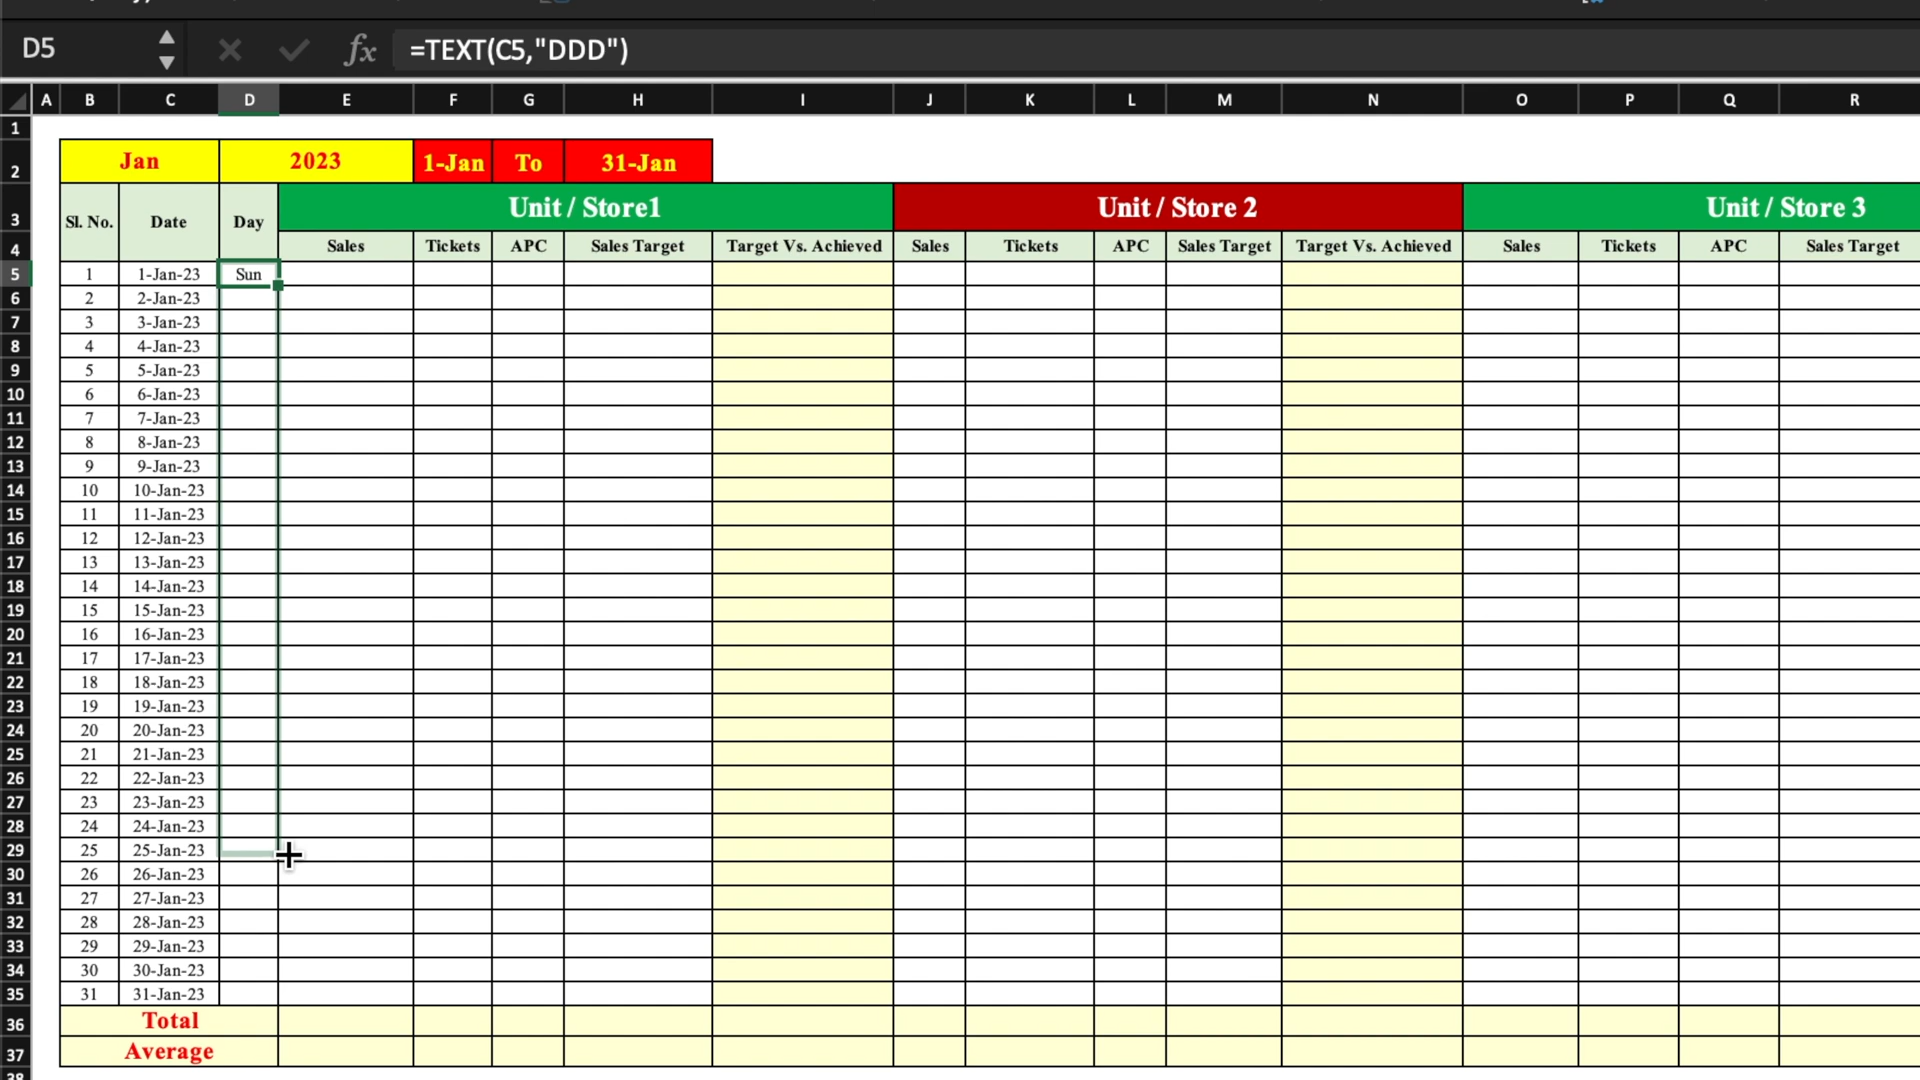 D5 fx =TEXT(C5,"DDD")
A B C D E F G H I J K L M N O P Q R
1
2 Jan 2023 1-Jan To 31-Jan
3 Sl. No. Date Day Unit / Store1 Unit / Store 2 Unit / Store 3
4 Sales Tickets APC Sales Target Target Vs. Achieved Sales Tickets APC Sales Target Target Vs. Achieved Sales Tickets APC Sales Target
5 1 1-Jan-23 Sun
6 2 2-Jan-23
7 3 3-Jan-23
8 4 4-Jan-23
9 5 5-Jan-23
10 6 6-Jan-23
11 7 7-Jan-23
12 8 8-Jan-23
13 9 9-Jan-23
14 10 10-Jan-23
15 11 11-Jan-23
16 12 12-Jan-23
17 13 13-Jan-23
18 14 14-Jan-23
19 15 15-Jan-23
20 16 16-Jan-23
21 17 17-Jan-23
22 18 18-Jan-23
23 19 19-Jan-23
24 20 20-Jan-23
25 21 21-Jan-23
26 22 22-Jan-23
27 23 23-Jan-23
28 24 24-Jan-23
29 25 25-Jan-23
30 26 26-Jan-23
31 27 27-Jan-23
32 28 28-Jan-23
33 29 29-Jan-23
34 30 30-Jan-23
35 31 31-Jan-23
36 Total
37 Average
38